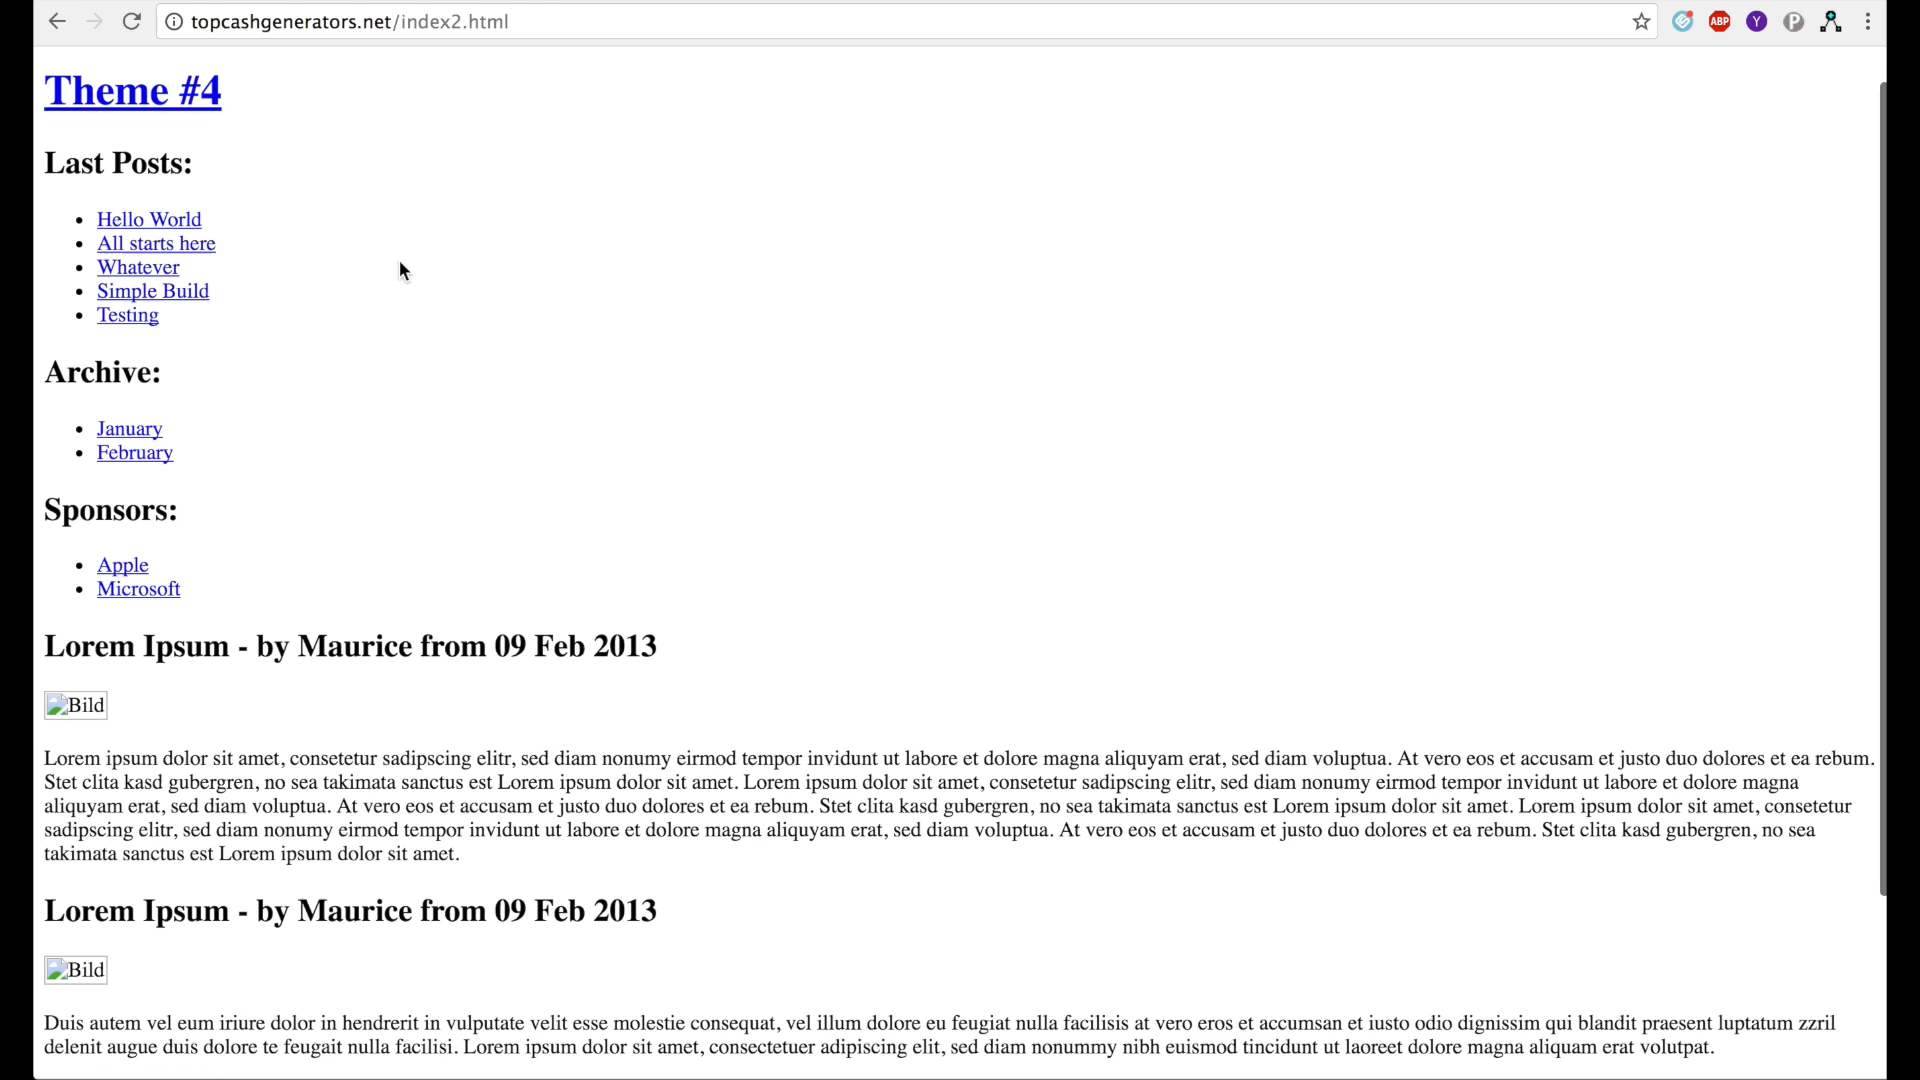 topcashgenerators.net/index2.html
ABP
Y
P
Theme #4
Last Posts:
Hello World
All starts here
Whatever
Simple Build
Testing
Archive:
January
February
Sponsors:
Apple
Microsoft
Lorem Ipsum - by Maurice from 09 Feb 2013
Bild
Lorem ipsum dolor sit amet, consetetur sadipscing elitr, sed diam nonumy eirmod tempor invidunt ut labore et dolore magna aliquyam erat, sed diam voluptua. At vero eos et accusam et justo duo dolores et ea rebum.
Stet clita kasd gubergren, no sea takimata sanctus est Lorem ipsum dolor sit amet. Lorem ipsum dolor sit amet, consetetur sadipscing elitr, sed diam nonumy eirmod tempor invidunt ut labore et dolore magna
aliquyam erat, sed diam voluptua. At vero eos et accusam et justo duo dolores et ea rebum. Stet clita kasd gubergren, no sea takimata sanctus est Lorem ipsum dolor sit amet. Lorem ipsum dolor sit amet, consetetur
sadipscing elitr, sed diam nonumy eirmod tempor invidunt ut labore et dolore magna aliquyam erat, sed diam voluptua. At vero eos et accusam et justo duo dolores et ea rebum. Stet clita kasd gubergren, no sea
takimata sanctus est Lorem ipsum dolor sit amet.
Lorem Ipsum - by Maurice from 09 Feb 2013
Bild
Duis autem vel eum iriure dolor in hendrerit in vulputate velit esse molestie consequat, vel illum dolore eu feugiat nulla facilisis at vero eros et accumsan et iusto odio dignissim qui blandit praesent luptatum zzril
delenit augue duis dolore te feugait nulla facilisi. Lorem ipsum dolor sit amet, consectetuer adipiscing elit, sed diam nonummy nibh euismod tincidunt ut laoreet dolore magna aliquam erat volutpat.